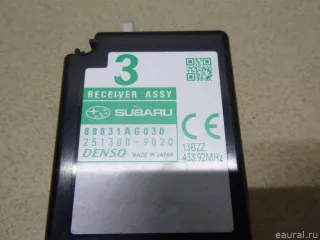 3
RECEIVER ASSY
SUBARU
88831AG030
251300-9020
DENSO MADE IN JAPAN
CE
13BZZ
433.92MHz
eaural.ru